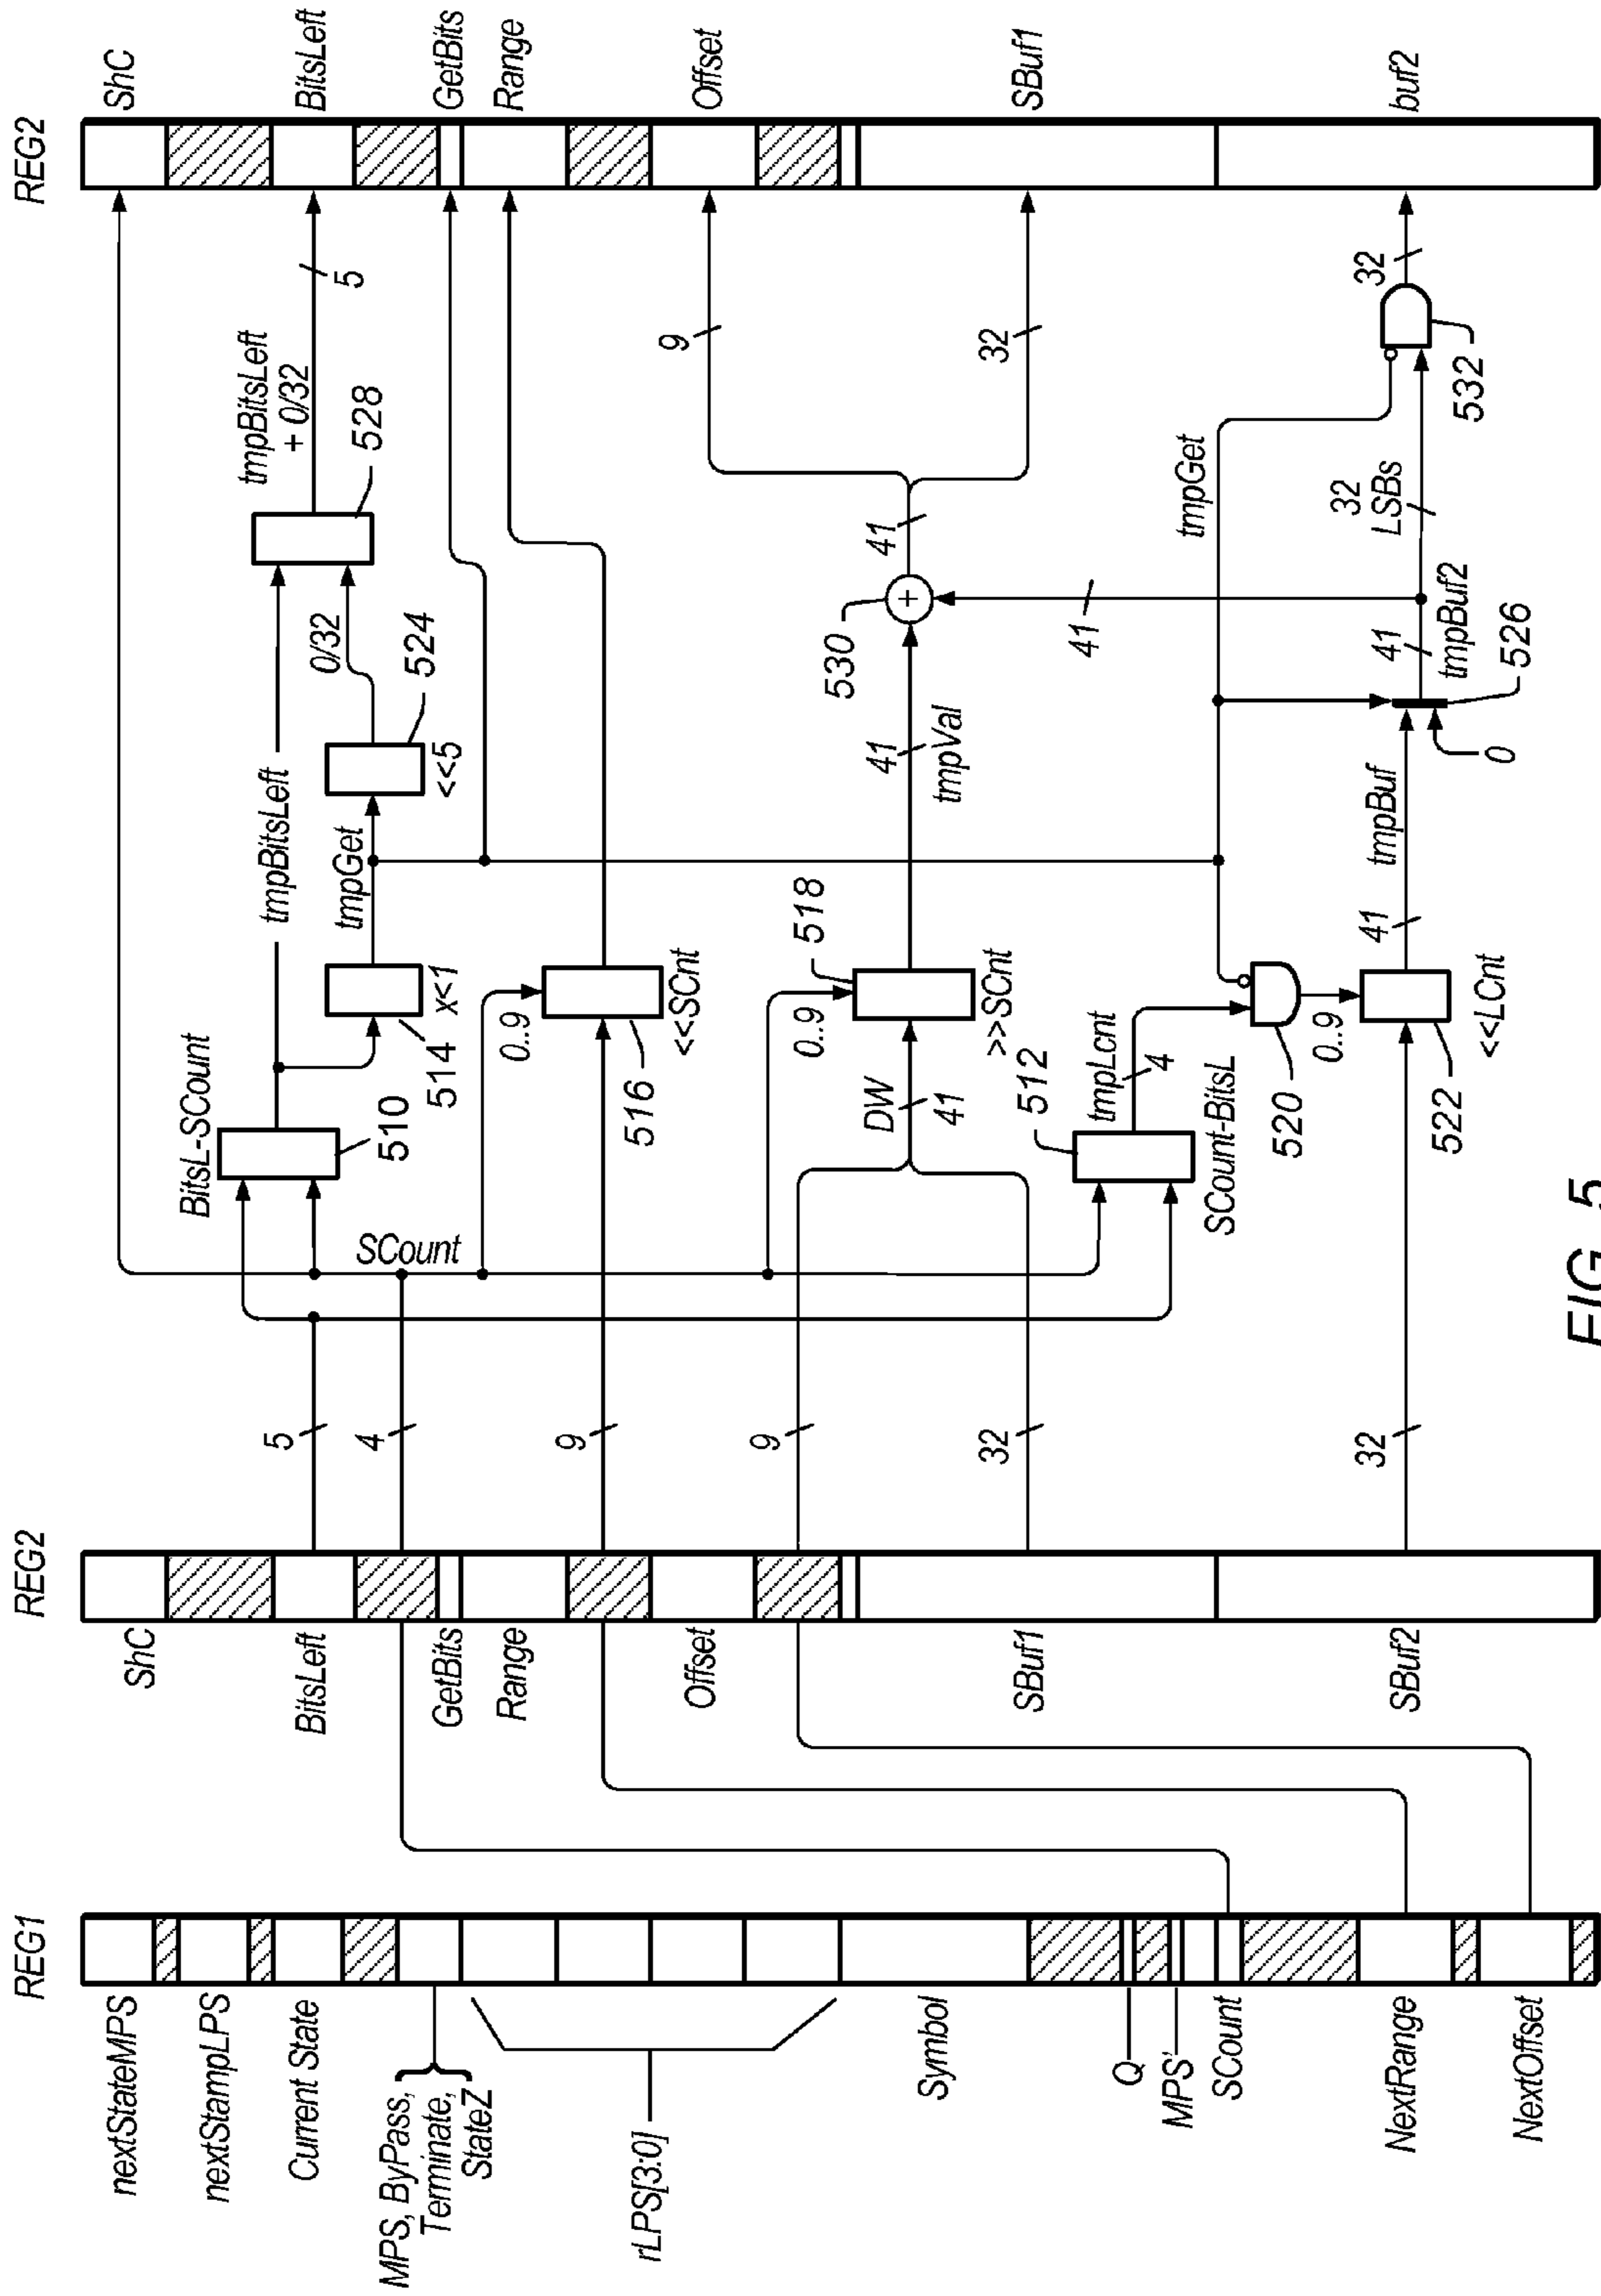 REG1
nextStateMPS
nextStampLPS
Current State
MPS, ByPass,
Terminate,
StateZ
rLPS[3:0]
Symbol
Q
MPS'
SCount
NextRange
NextOffset
REG2
ShC
BitsLeft
GetBits
Range
Offset
SBuf1
SBuf2
5
4
9
9
32
32
SCount
BitsL-SCount
510
tmpBitsLeft
514
x<1
tmpGet
<<5
524
0/32
528
tmpBitsLeft
+ 0/32
5
0..9
516
<<SCnt
DW
41
0..9
518
>>SCnt
41
tmpVal
530
41
41
9
32
512
SCount-BitsL
tmpLcnt
4
520
0..9
522
<<LCnt
41
tmpBuf
0
526
41
tmpBuf2
tmpGet
32
LSBs
532
32
REG2
ShC
BitsLeft
GetBits
Range
Offset
SBuf1
buf2
FIG. 5